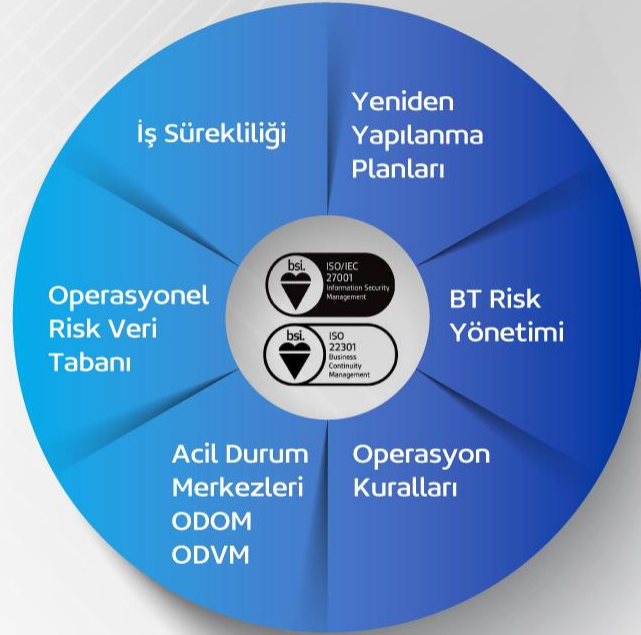 İş Sürekliliği
Yeniden
Yapılanma
Planları
Operasyonel
Risk Veri
Tabanı
bsi.
ISO/IEC
27001
Information Security
Management
bsi.
ISO
22301
Business
Continuity
Management
BT Risk
Yönetimi
Acil Durum
Merkezleri
ODOM
ODVM
Operasyon
Kuralları